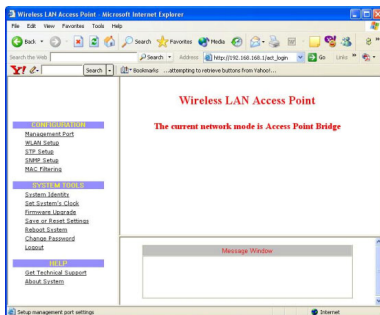 Wireless LAN Access Point - Microsoft Internet Explorer
File Edit View Favorites Tools Help
Back Search Favorites Media
Search the Web Search Address http://192.168.168.1/act_login Go Links
Y! Search Bookmarks ...attempting to retrieve buttons from Yahoo!...
Wireless LAN Access Point
The current network mode is Access Point Bridge
CONFIGURATION
Management Port
WLAN Setup
STP Setup
SNMP Setup
MAC Filtering
SYSTEM TOOLS
System Identity
Set System's Clock
Firmware Upgrade
Save or Reset Settings
Reboot System
Change Password
Logout
HELP
Get Technical Support
About System
Message Window
Setup management port settings Internet